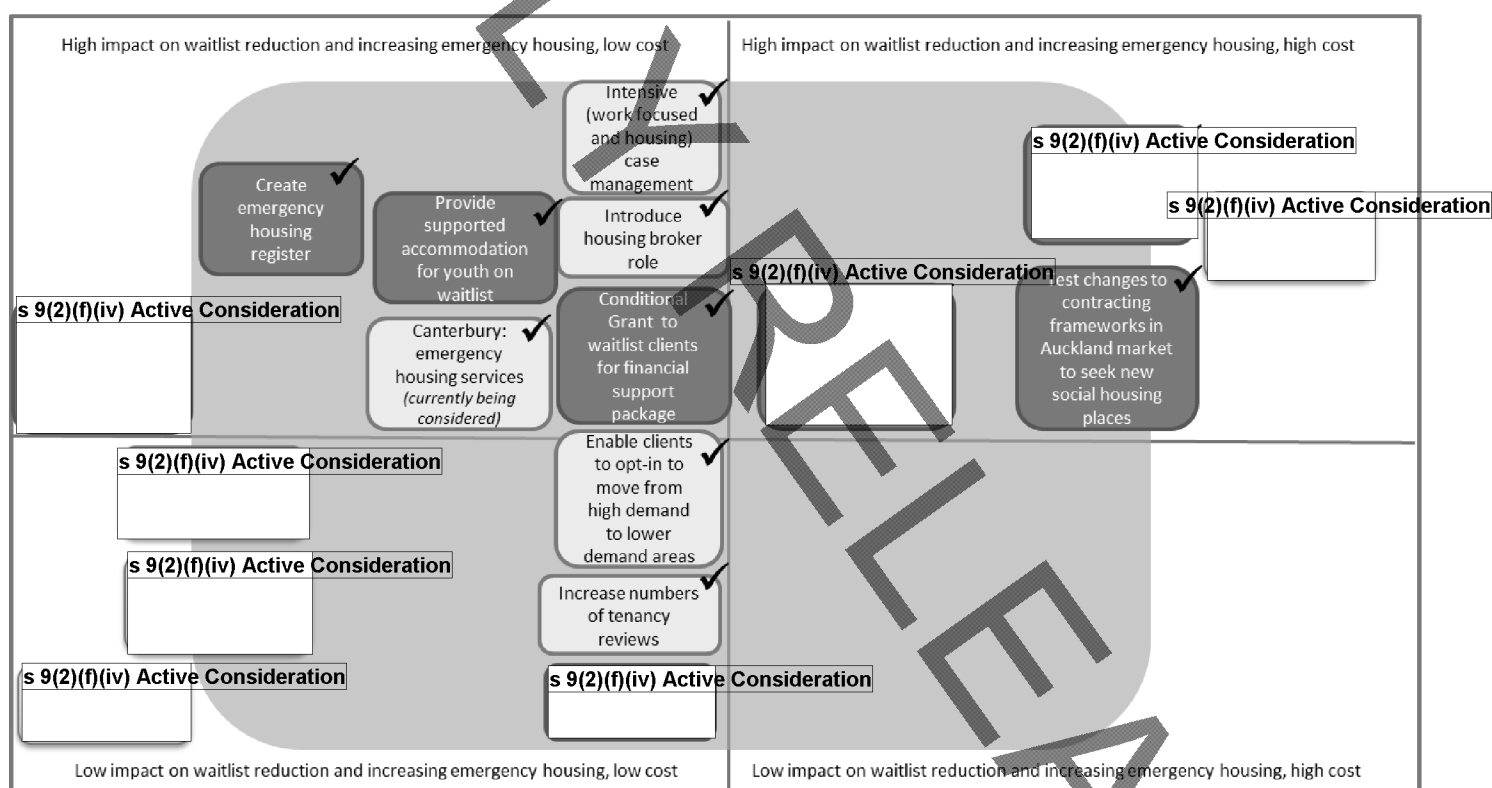 High impact on waitlist reduction and increasing emergency housing, low cost
High impact on waitlist reduction and increasing emergency housing, high cost
Intensive
(work focused
and housing)
case
management
Create
emergency
housing
register
Provide
supported
accommodation
for youth on
waitlist
Introduce
housing broker
role
s 9(2)(f)(iv) Active Consideration
s 9(2)(f)(iv) Active Consideration
s 9(2)(f)(iv) Active Consideration
Test changes to
contracting
frameworks in
Auckland market
to seek new
social housing
places
s 9(2)(f)(iv) Active Consideration
Canterbury:
emergency
housing services
(currently being
considered)
Conditional
Grant to
waitlist clients
for financial
support
package
s 9(2)(f)(iv) Active Consideration
s 9(2)(f)(iv) Active Consideration
s 9(2)(f)(iv) Active Consideration
Enable clients
to opt-in to
move from
high demand
to lower
demand areas
Increase numbers
of tenancy
reviews
s 9(2)(f)(iv) Active Consideration
Low impact on waitlist reduction and increasing emergency housing, low cost
Low impact on waitlist reduction and increasing emergency housing, high cost
LY RELEA